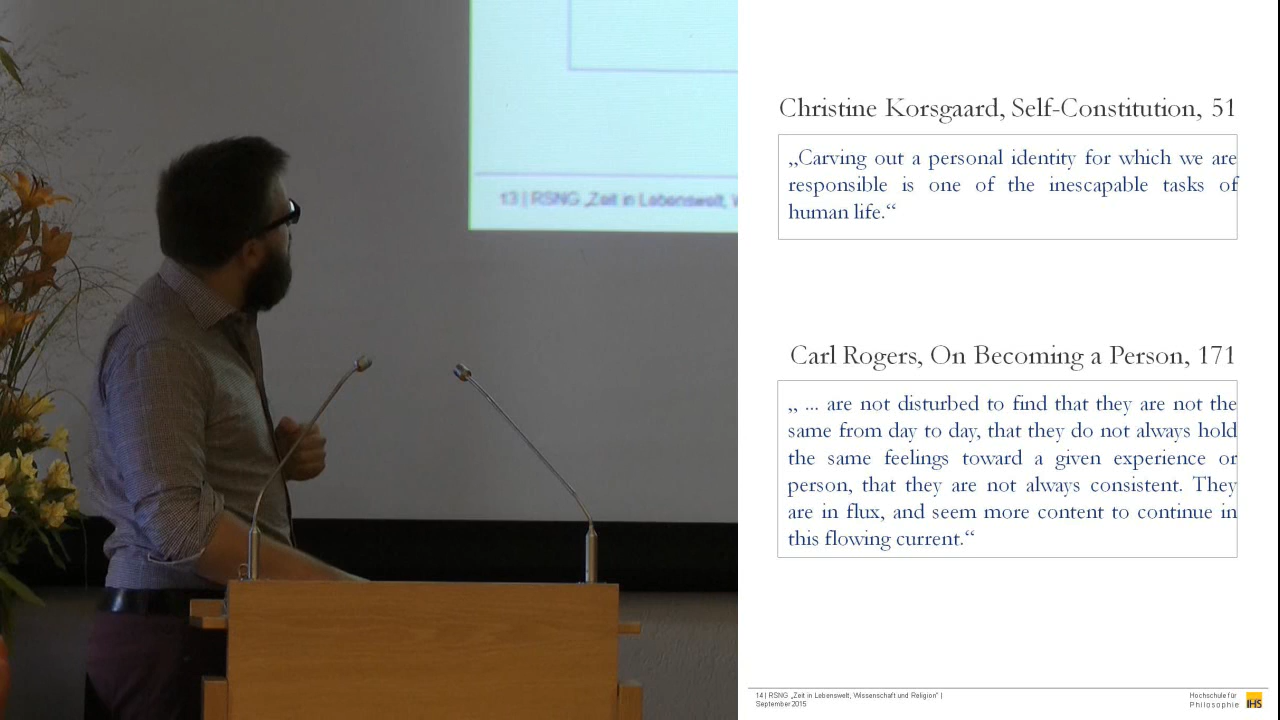 13 | RSNG „Zeit in Lebenswelt,
Christine Korsgaard, Self-Constitution, 51
„Carving out a personal identity for which we are
responsible is one of the inescapable tasks of
human life.“
Carl Rogers, On Becoming a Person, 171
„ ... are not disturbed to find that they are not the
same from day to day, that they do not always hold
the same feelings toward a given experience or
person, that they are not always consistent. They
are in flux, and seem more content to continue in
this flowing current.“
14 | RSNG „Zeit in Lebenswelt, Wissenschaft und Religion“ |
September 2015
Hochschule für
Philosophie
IHS